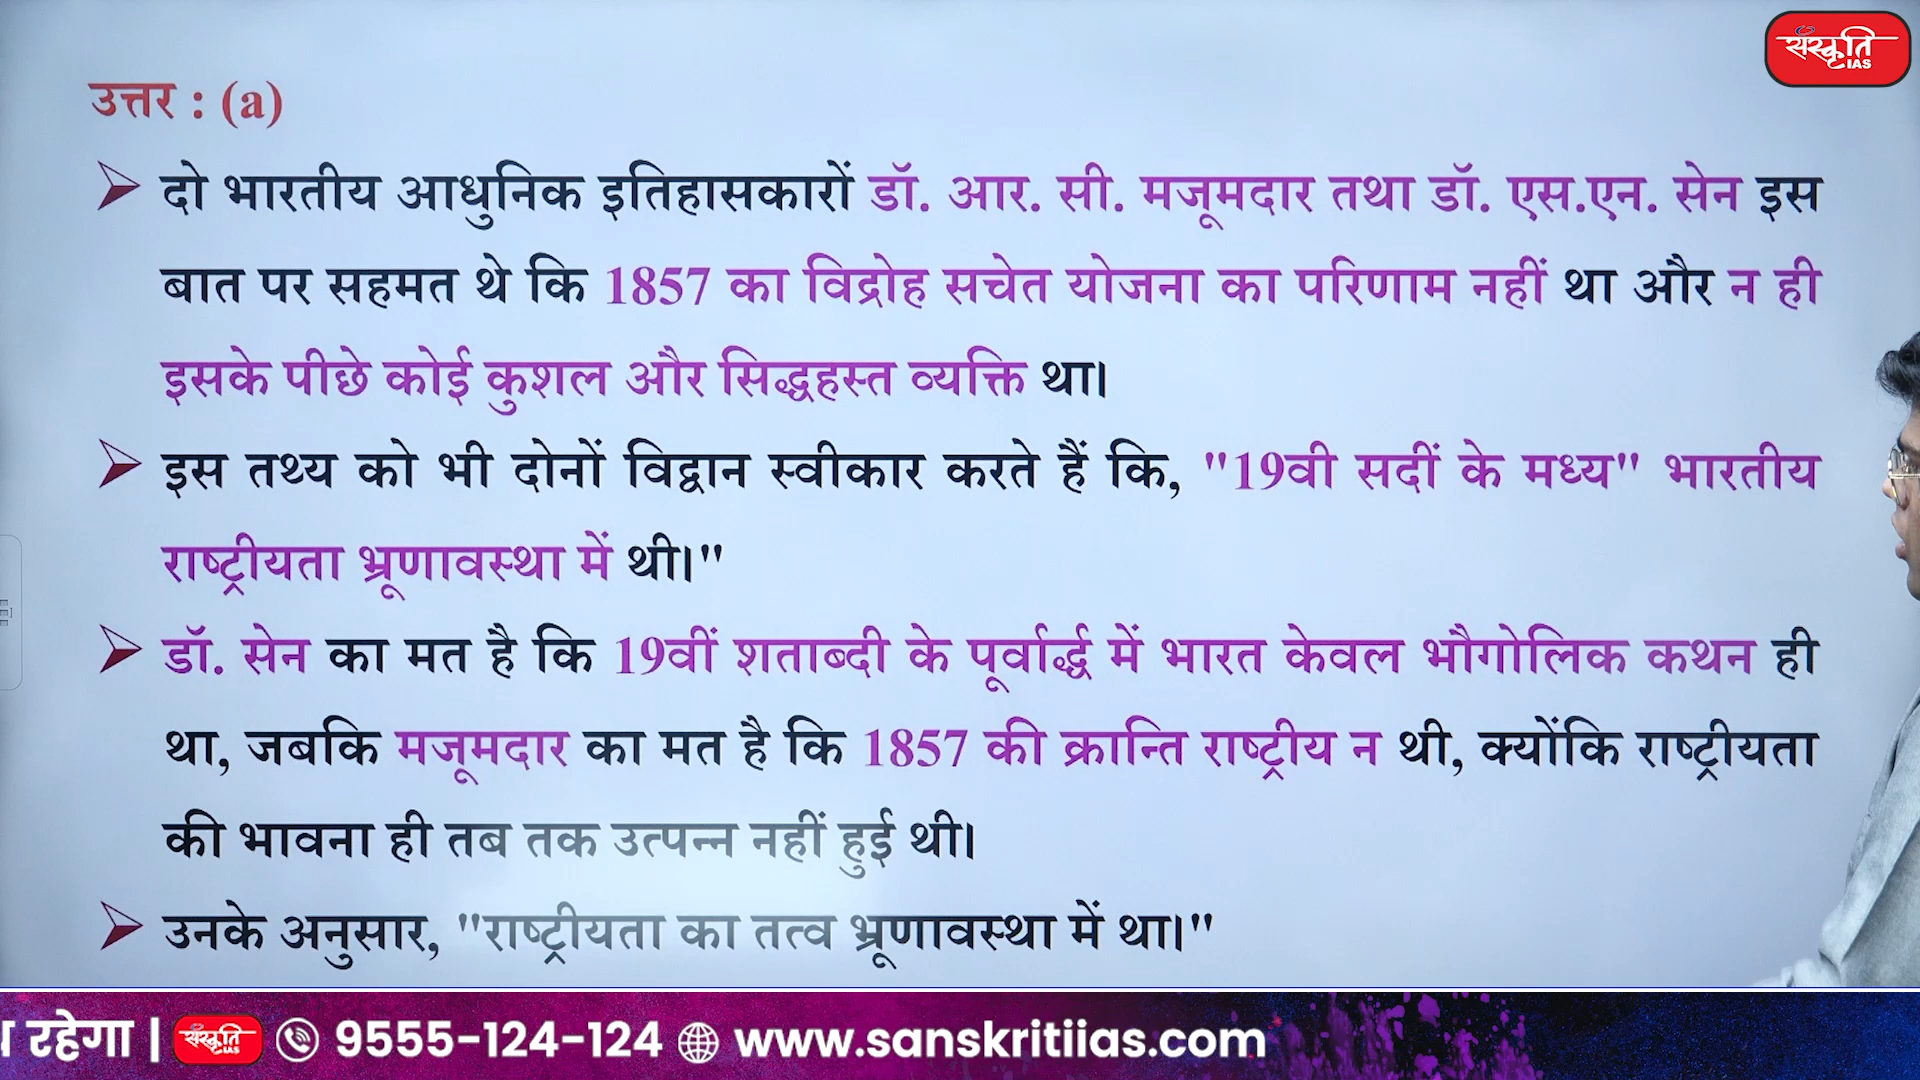 संस्कृति
IAS
उत्तर : (a)
दो भारतीय आधुनिक इतिहासकारों डॉ. आर. सी. मजूमदार तथा डॉ. एस.एन. सेन इस
बात पर सहमत थे कि 1857 का विद्रोह सचेत योजना का परिणाम नहीं था और न ही
इसके पीछे कोई कुशल और सिद्धहस्त व्यक्ति था।
इस तथ्य को भी दोनों विद्वान स्वीकार करते हैं कि, "19वी सदीं के मध्य" भारतीय
राष्ट्रीयता भ्रूणावस्था में थी।"
डॉ. सेन का मत है कि 19वीं शताब्दी के पूर्वार्द्ध में भारत केवल भौगोलिक कथन ही
था, जबकि मजूमदार का मत है कि 1857 की क्रान्ति राष्ट्रीय न थी, क्योंकि राष्ट्रीयता
की भावना ही तब तक उत्पन्न नहीं हुई थी।
उनके अनुसार, "राष्ट्रीयता का तत्व भ्रूणावस्था में था।"
रहेगा | संस्कृति IAS 9555-124-124 www.sanskritiias.com